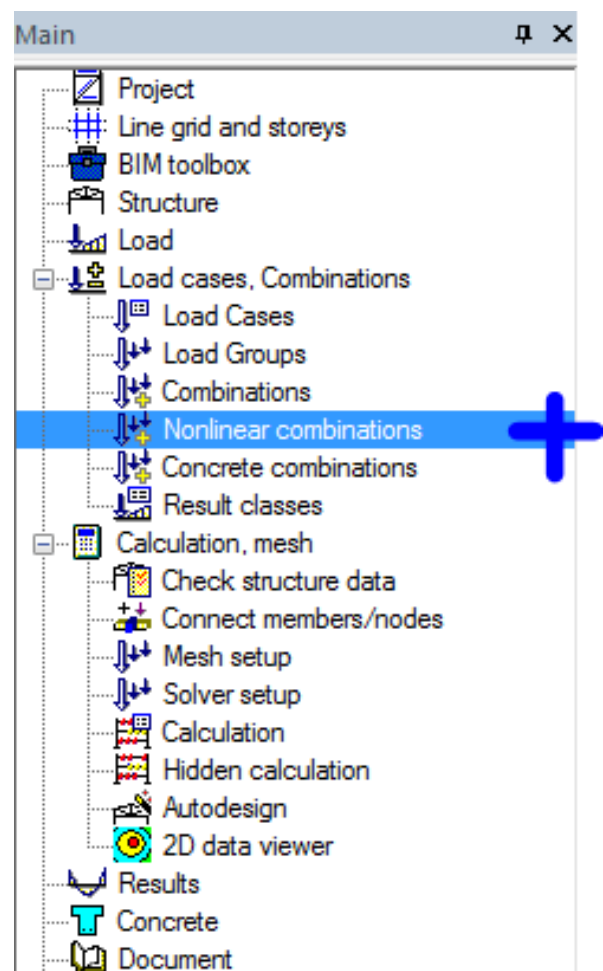 Main
Project
Line grid and storeys
BIM toolbox
Structure
Load
Load cases, Combinations
Load Cases
Load Groups
Combinations
Nonlinear combinations
Concrete combinations
Result classes
Calculation, mesh
Check structure data
Connect members/nodes
Mesh setup
Solver setup
Calculation
Hidden calculation
Autodesign
2D data viewer
Results
Concrete
Document